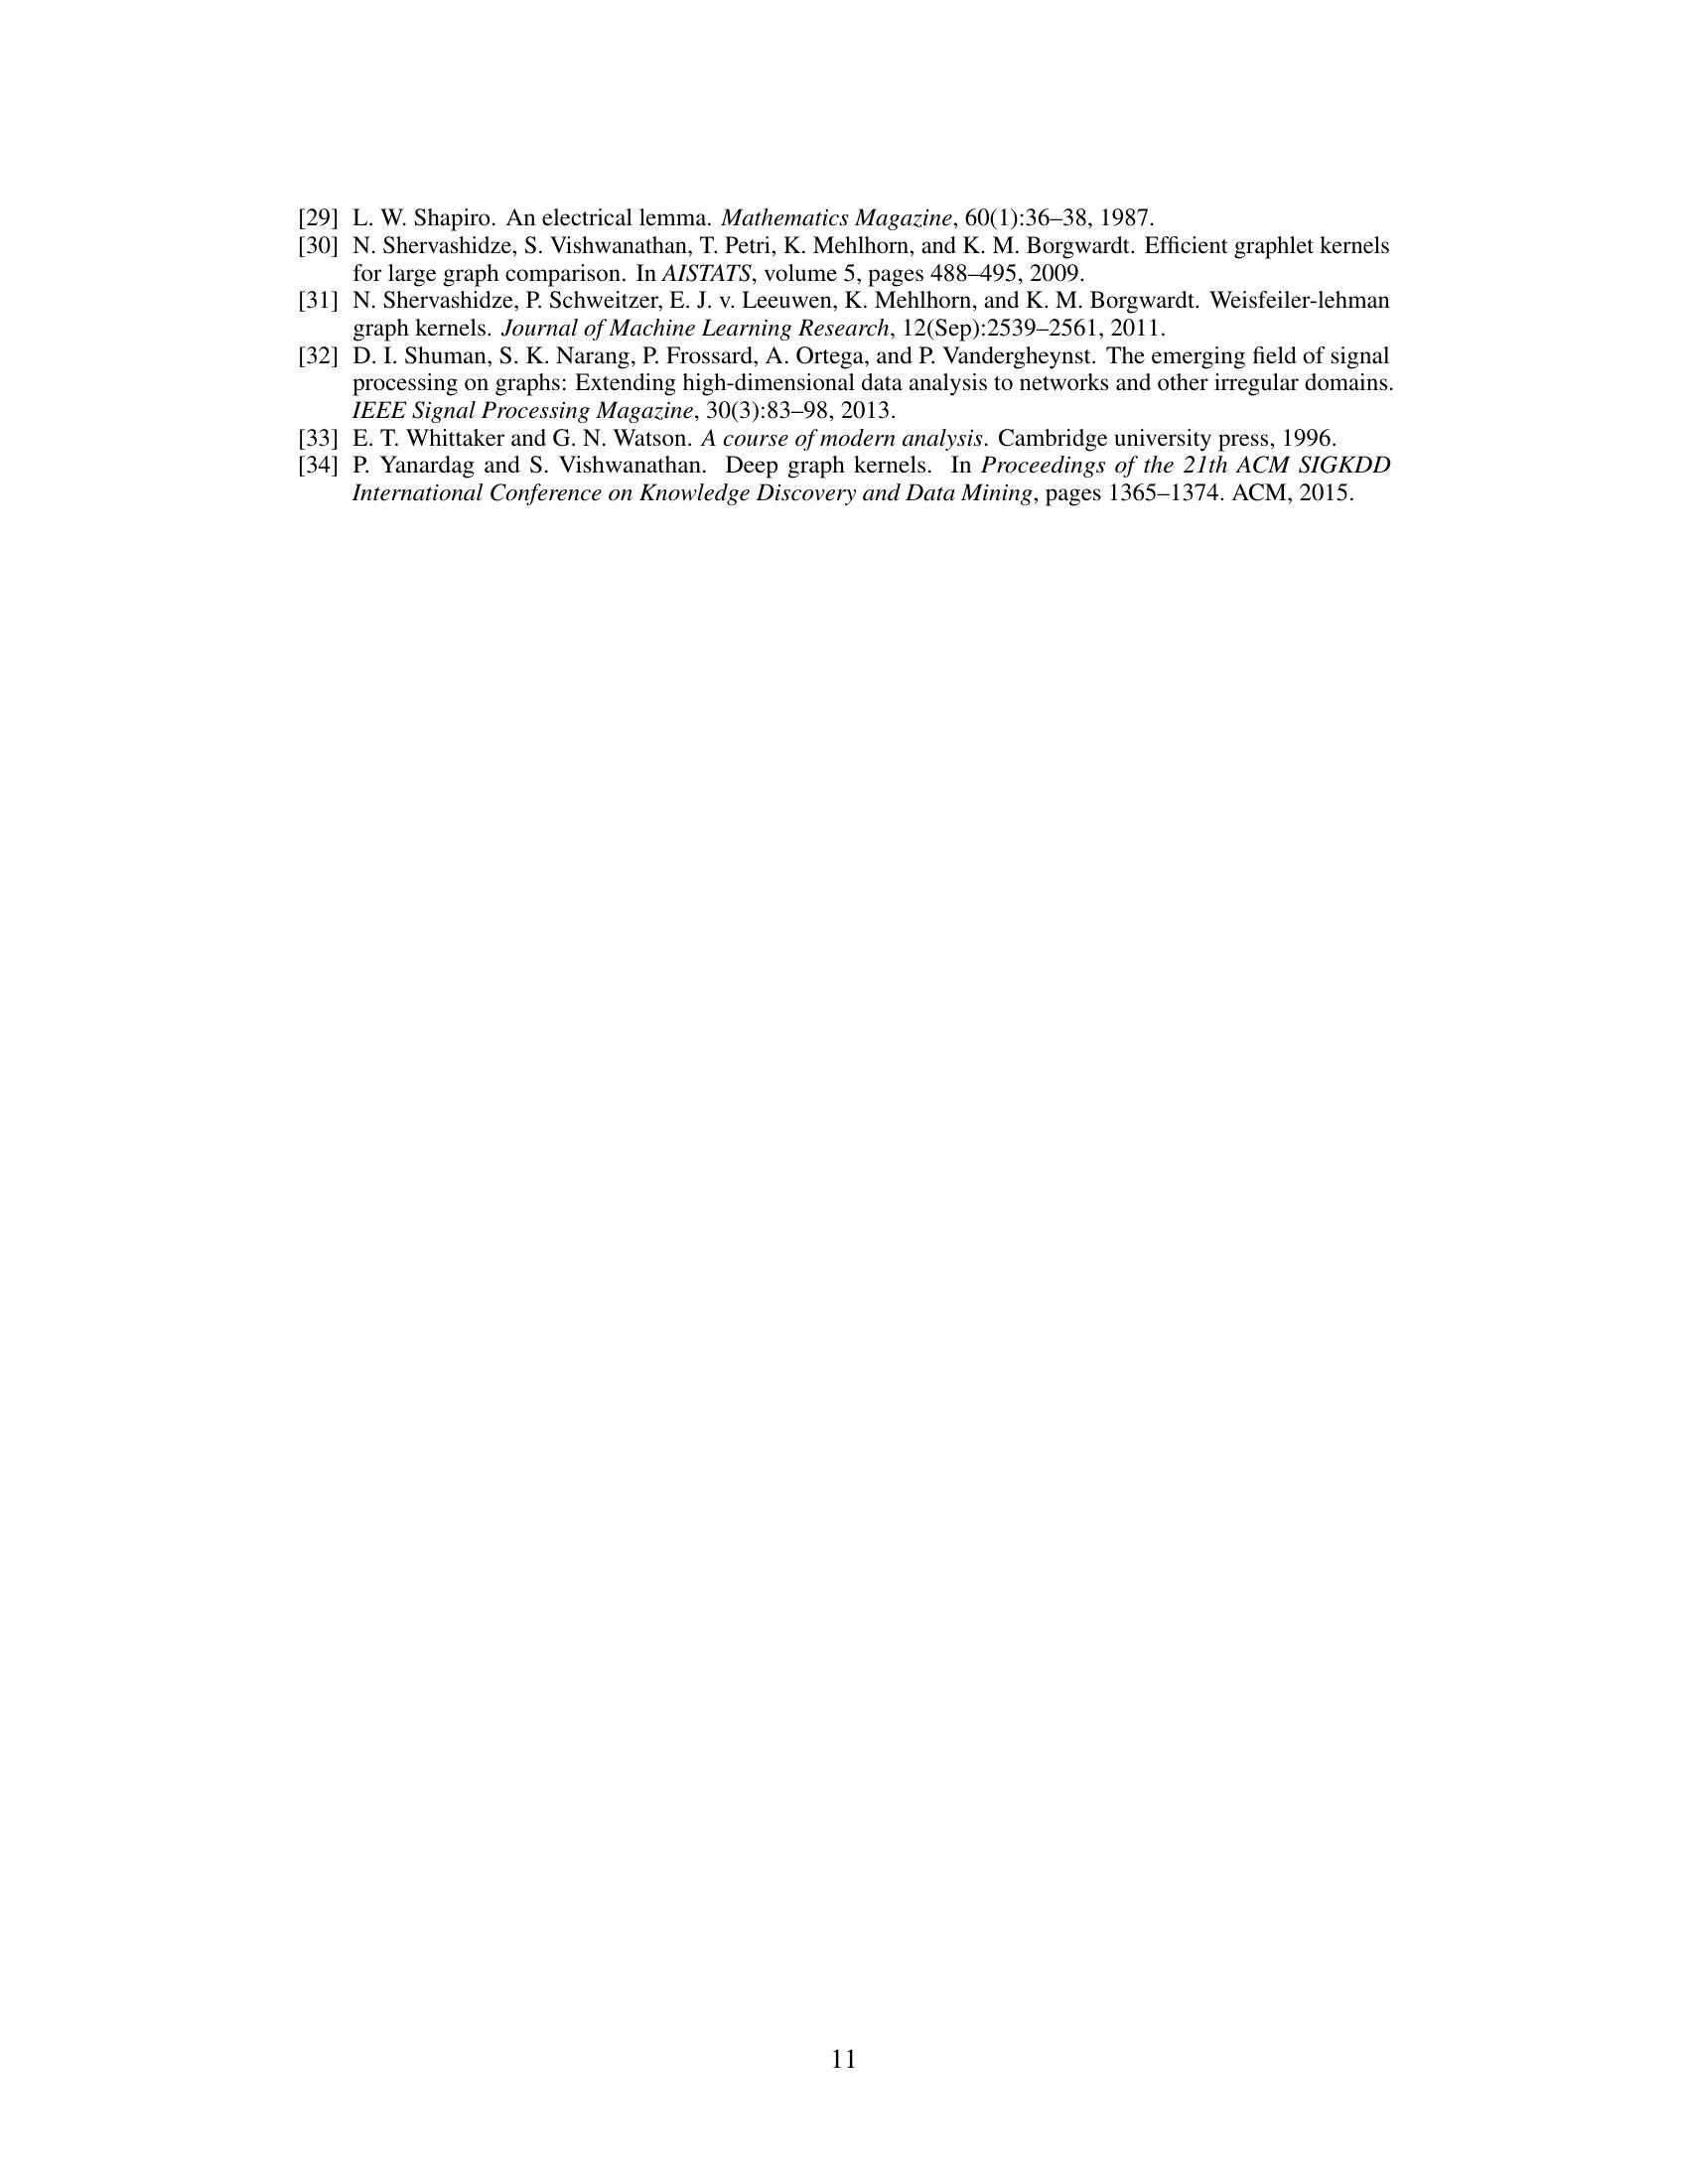 [29] L. W. Shapiro. An electrical lemma. Mathematics Magazine, 60(1):36–38, 1987.
[30] N. Shervashidze, S. Vishwanathan, T. Petri, K. Mehlhorn, and K. M. Borgwardt. Efficient graphlet kernels
for large graph comparison. In AISTATS, volume 5, pages 488–495, 2009.
[31] N. Shervashidze, P. Schweitzer, E. J. v. Leeuwen, K. Mehlhorn, and K. M. Borgwardt. Weisfeiler-lehman
graph kernels. Journal of Machine Learning Research, 12(Sep):2539–2561, 2011.
[32] D. I. Shuman, S. K. Narang, P. Frossard, A. Ortega, and P. Vandergheynst. The emerging field of signal
processing on graphs: Extending high-dimensional data analysis to networks and other irregular domains.
IEEE Signal Processing Magazine, 30(3):83–98, 2013.
[33] E. T. Whittaker and G. N. Watson. A course of modern analysis. Cambridge university press, 1996.
[34] P. Yanardag and S. Vishwanathan. Deep graph kernels. In Proceedings of the 21th ACM SIGKDD
International Conference on Knowledge Discovery and Data Mining, pages 1365–1374. ACM, 2015.
11